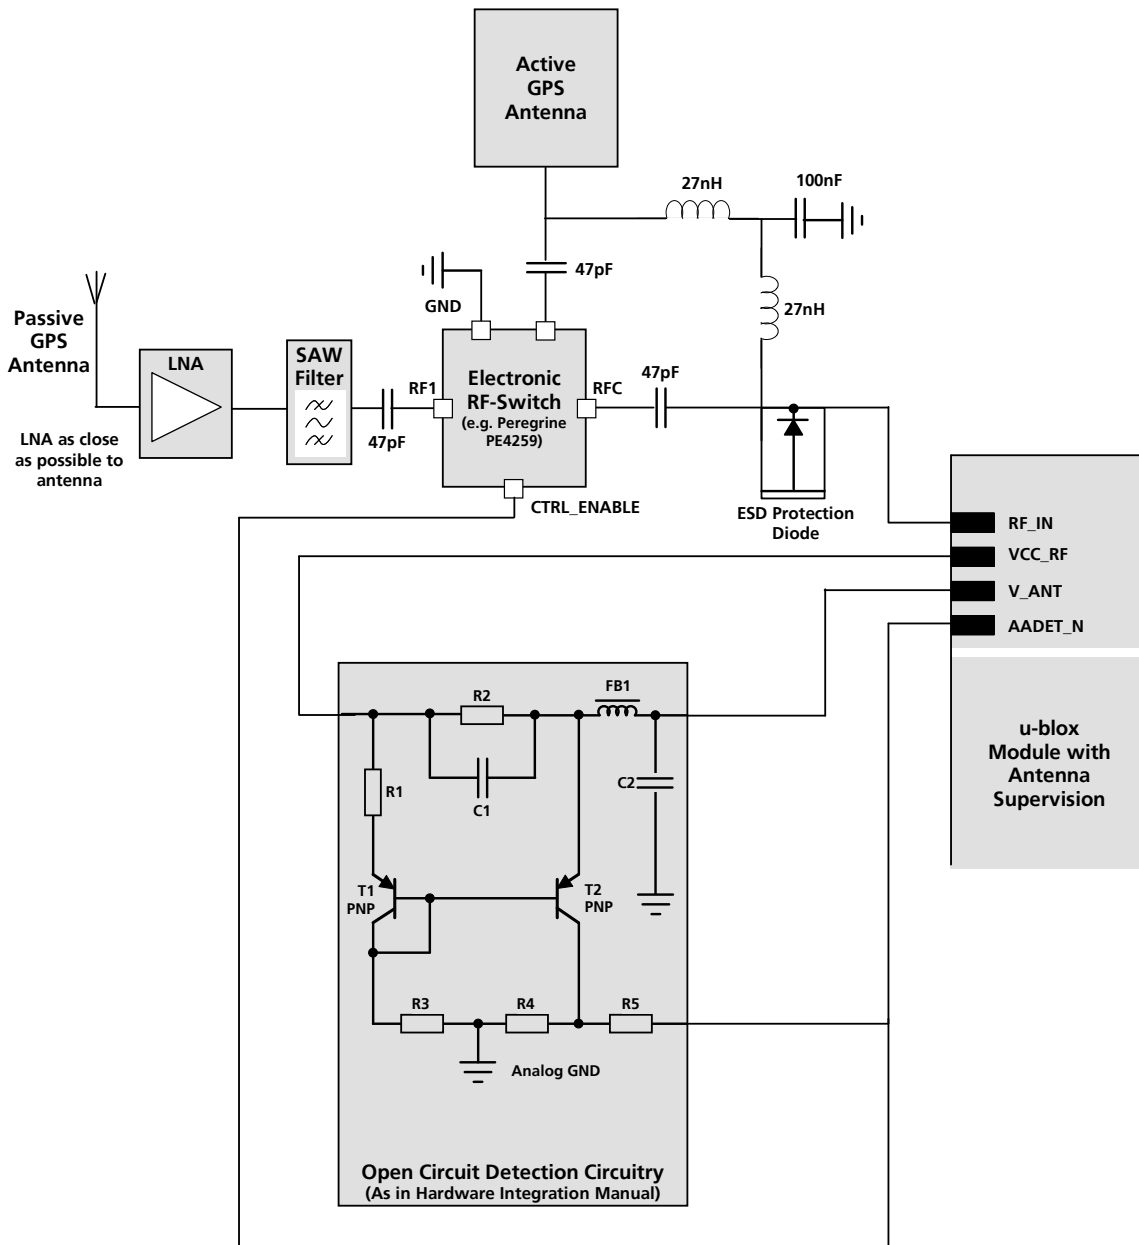 Active
GPS
Antenna
27nH
100nF
47pF
GND
27nH
Passive
GPS
Antenna
LNA
SAW
Filter
RF1
Electronic
RF-Switch
(e.g. Peregrine
PE4259)
RFC
47pF
47pF
LNA as close
as possible to
antenna
CTRL_ENABLE
ESD Protection
Diode
RF_IN
VCC_RF
V_ANT
AADET_N
R2
FB1
R1
C1
C2
T1
PNP
T2
PNP
u-blox
Module with
Antenna
Supervision
R3
R4
R5
Analog GND
Open Circuit Detection Circuitry
(As in Hardware Integration Manual)